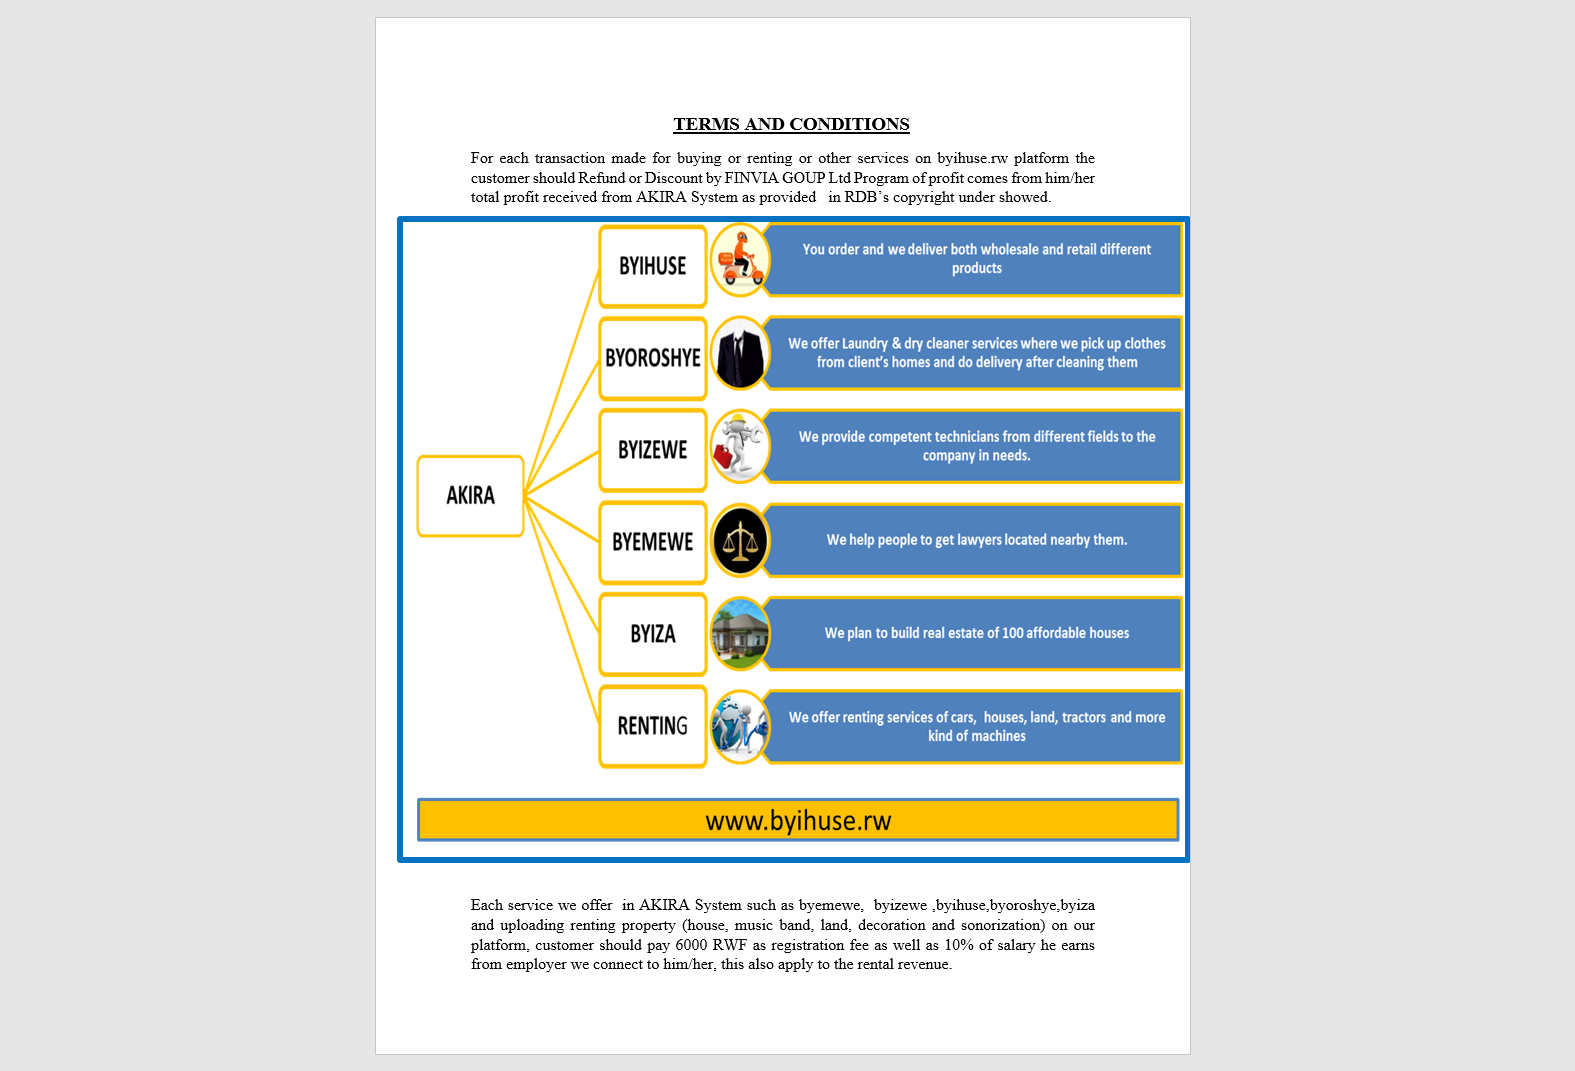 TERMS AND CONDITIONS
For each transaction made for buying or renting or other services on byihuse.rw platform the
customer should Refund or Discount by FINVIA GOUP Ltd Program of profit comes from him/her
total profit received from AKIRA System as provided   in RDB's copyright under showed.
AKIRA
BYIHUSE
You order and we deliver both wholesale and retail different
products
BYOROSHYE
We offer Laundry & dry cleaner services where we pick up clothes
from client's homes and do delivery after cleaning them
BYIZEWE
We provide competent technicians from different fields to the
company in needs.
BYEMEWE
We help people to get lawyers located nearby them.
BYIZA
We plan to build real estate of 100 affordable houses
RENTING
We offer renting services of cars,  houses, land, tractors and more
kind of machines
www.byihuse.rw
Each service we offer  in AKIRA System such as byemewe,  byizewe ,byihuse,byoroshye,byiza
and uploading renting property (house, music band, land, decoration and sonorization) on our
platform, customer should pay 6000 RWF as registration fee as well as 10% of salary he earns
from employer we connect to him/her, this also apply to the rental revenue.